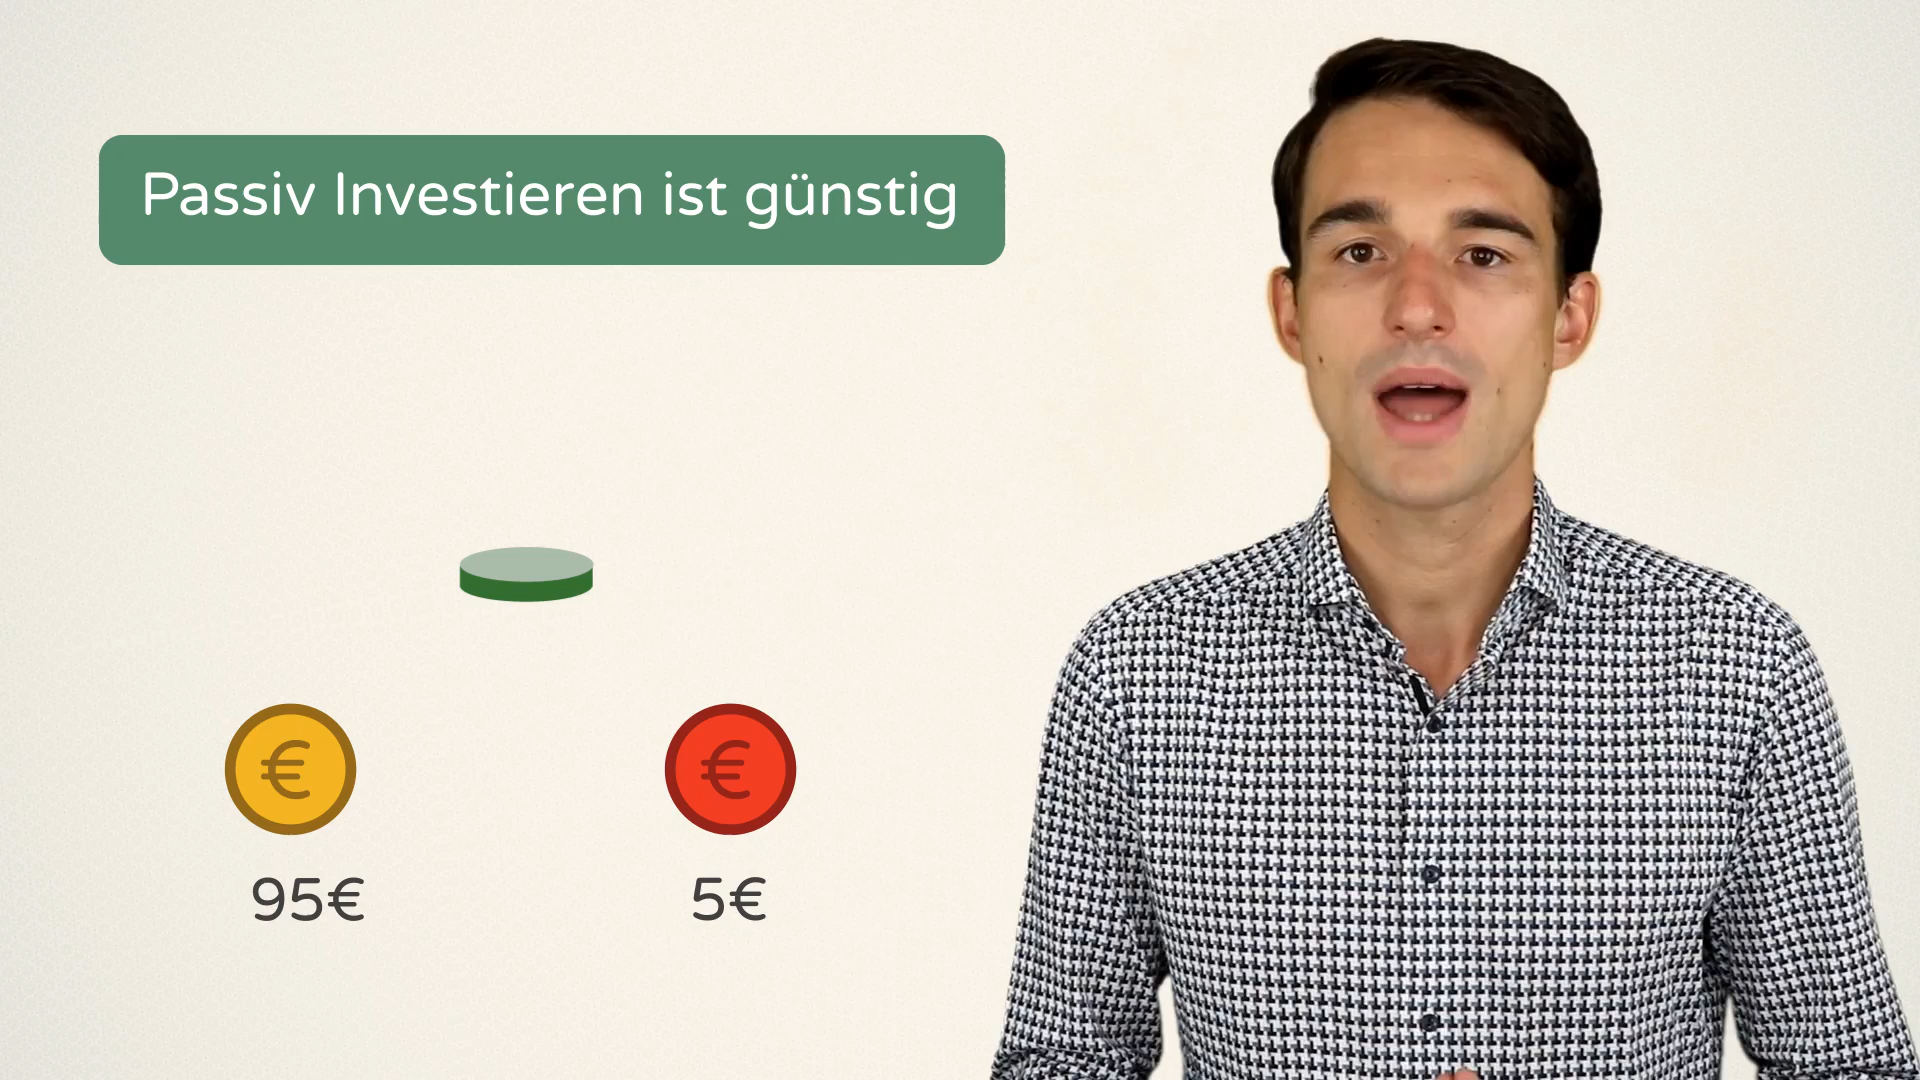 Passiv Investieren ist günstig
€ €
95€ 5€